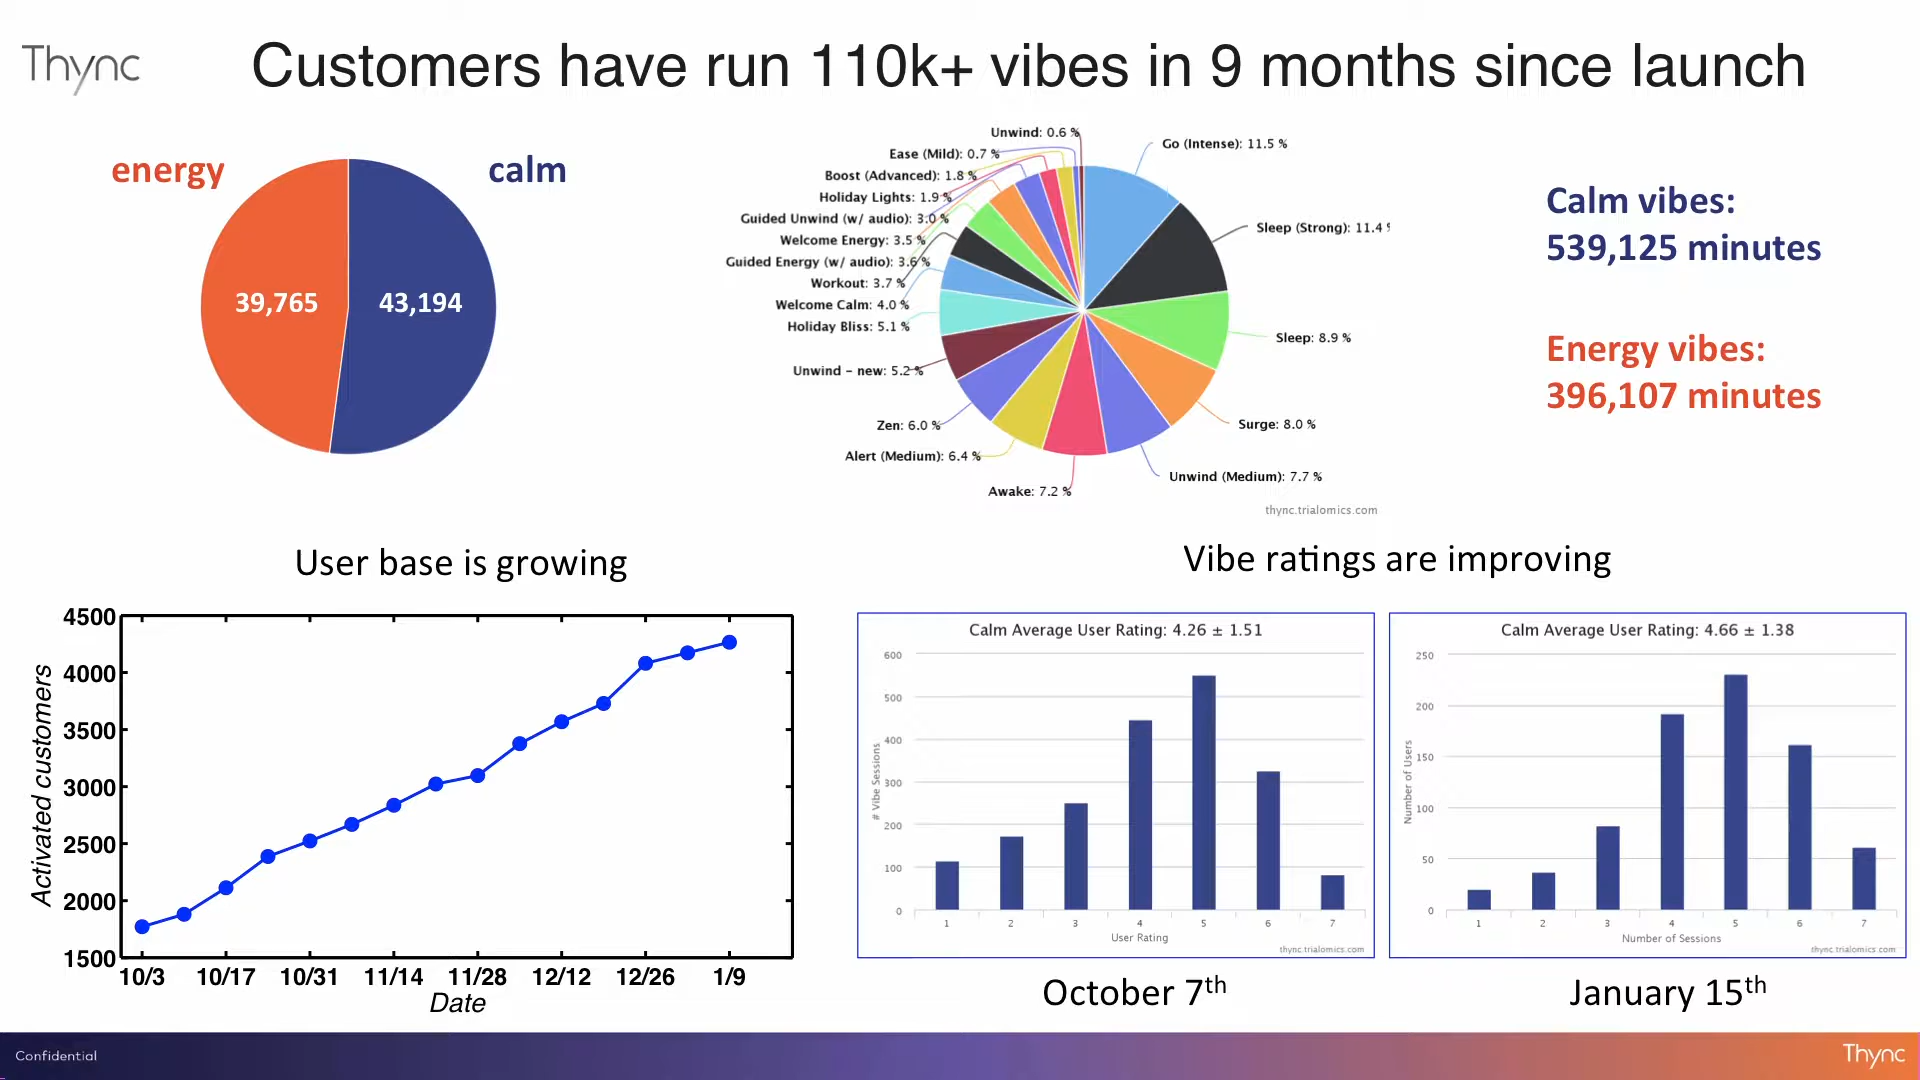 Thync
Customers have run 110k+ vibes in 9 months since launch
energy
calm
39,765
43,194
Unwind: 0.6 %
Ease (Mild): 0.7 %
Boost (Advanced): 1.8 %
Holiday Lights: 1.9 %
Guided Unwind (w/ audio): 3.0 %
Welcome Energy: 3.5 %
Guided Energy (w/ audio): 3.6 %
Workout: 3.7 %
Welcome Calm: 4.0 %
Holiday Bliss: 5.1 %
Unwind - new: 5.2 %
Zen: 6.0 %
Alert (Medium): 6.4 %
Awake: 7.2 %
Go (Intense): 11.5 %
Sleep (Strong): 11.4
Sleep: 8.9 %
Surge: 8.0 %
Unwind (Medium): 7.7 %
thync.trialomics.com
Calm vibes:
539,125 minutes
Energy vibes:
396,107 minutes
User base is growing
4500
4000
3500
3000
2500
2000
1500
Activated customers
10/3 10/17 10/31 11/14 11/28 12/12 12/26 1/9
Date
Vibe ratings are improving
Calm Average User Rating: 4.26 ± 1.51
600
500
400
300
200
100
0
# Vibe Sessions
1 2 3 4 5 6 7
User Rating
thync.trialomics.com
October 7th
Calm Average User Rating: 4.66 ± 1.38
250
200
150
100
50
0
Number of Users
1 2 3 4 5 6 7
Number of Sessions
thync.trialomics.com
January 15th
Confidential
Thync